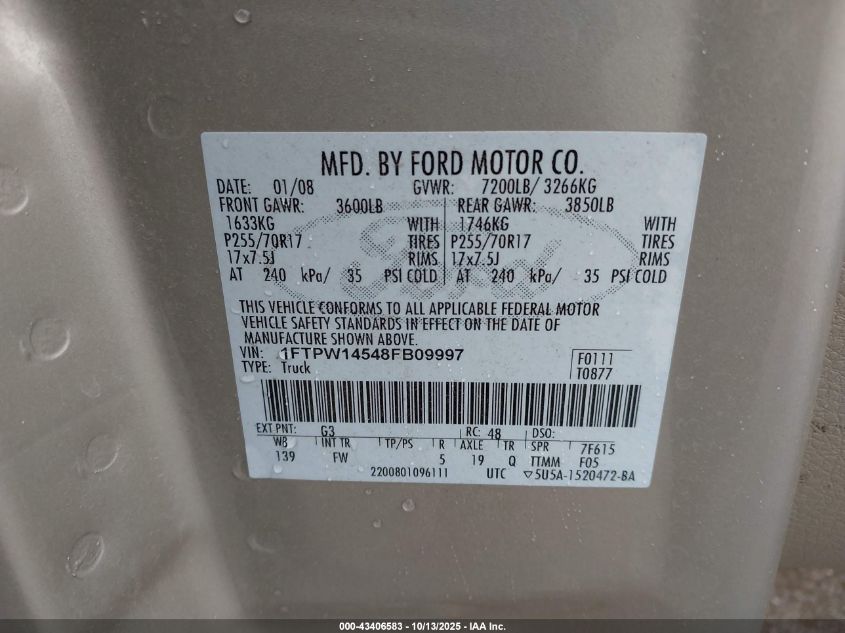 MFD. BY FORD MOTOR CO.
DATE: 01/08 GVWR: 7200LB/ 3266KG
FRONT GAWR: 3600LB REAR GAWR: 3850LB
1633KG WITH 1746KG WITH
P255/70R17 TIRES P255/70R17 TIRES
17x7.5J RIMS 17x7.5J RIMS
AT 240 kPa/ 35 PSI COLD AT 240 kPa/ 35 PSI COLD
Ford
THIS VEHICLE CONFORMS TO ALL APPLICABLE FEDERAL MOTOR
VEHICLE SAFETY STANDARDS IN EFFECT ON THE DATE OF
MANUFACTURE SHOWN ABOVE.
VIN: 1FTPW14548FB09997 F0111
TYPE: Truck T0877
EXT PNT: G3 RC: 48 DSO:
WB INT TR TP/PS R AXLE TR SPR 7F615
139 FW 5 19 Q TTMM F05
2200801096111 UTC ▽5U5A-1520472-BA
000-43406583 - 10/13/2025 - IAA Inc.